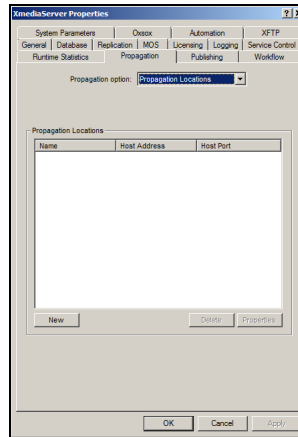 XmediaServer Properties
System Parameters Oxsox Automation XFTP
General Database Replication MOS Licensing Logging Service Control
Runtime Statistics Propagation Publishing Workflow
Propagation option: Propagation Locations
Propagation Locations
Name Host Address Host Port
New Delete Properties
OK Cancel Apply